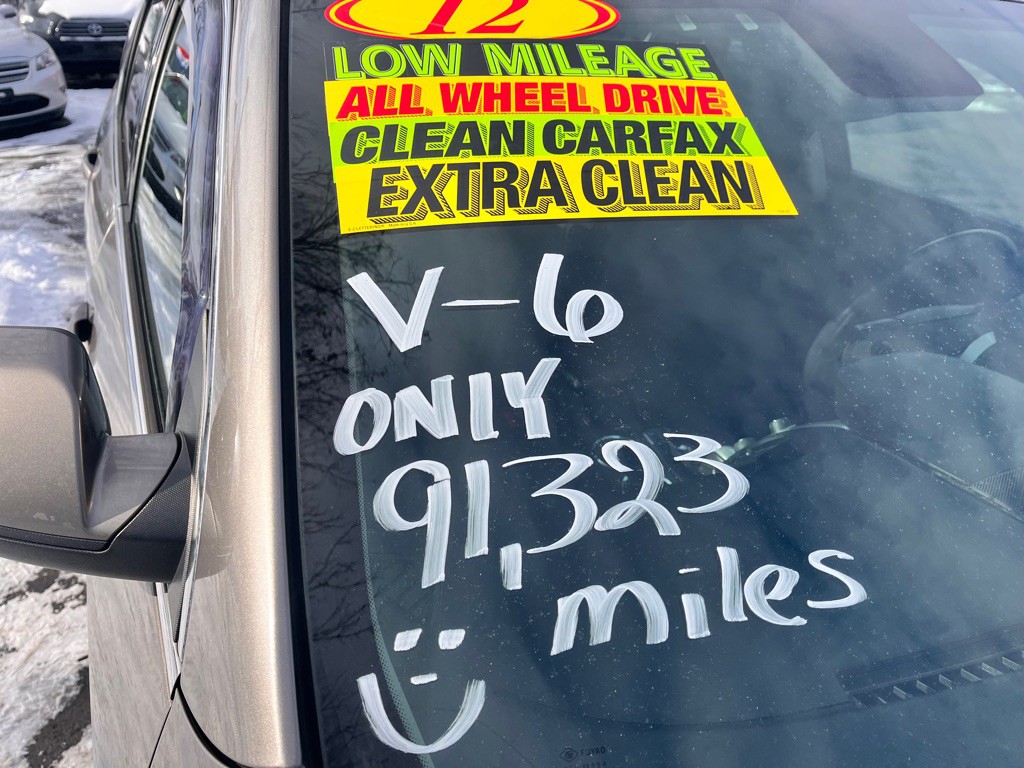 12
LOW MILEAGE
ALL WHEEL DRIVE
CLEAN CARFAX
EXTRA CLEAN
V-6
ONLY
91,323
miles